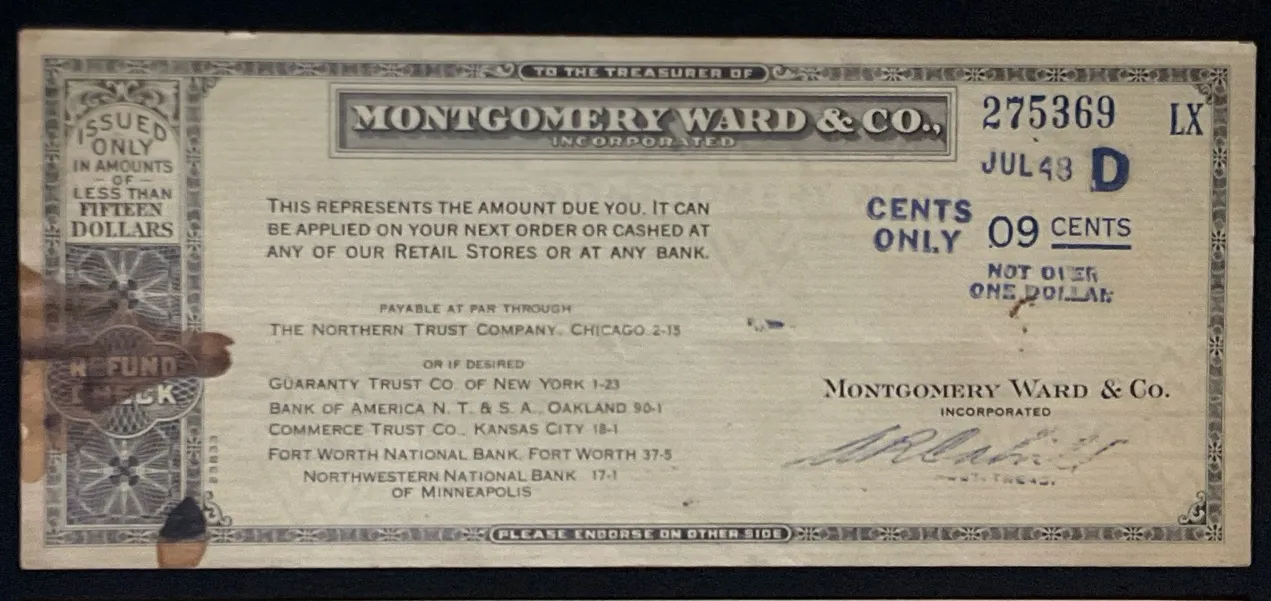 TO THE TREASURER OF
MONTGOMERY WARD & CO.,
INCORPORATED
275369 LX
JUL 48 D
ISSUED
ONLY
IN AMOUNTS
- OF -
LESS THAN
FIFTEEN
DOLLARS
THIS REPRESENTS THE AMOUNT DUE YOU. IT CAN
BE APPLIED ON YOUR NEXT ORDER OR CASHED AT
ANY OF OUR RETAIL STORES OR AT ANY BANK.
CENTS
ONLY
09 CENTS
NOT OVER
ONE DOLLAR
PAYABLE AT PAR THROUGH
THE NORTHERN TRUST COMPANY, CHICAGO 2-15
OR IF DESIRED
GUARANTY TRUST CO. OF NEW YORK 1-23
BANK OF AMERICA N. T. & S. A., OAKLAND 90-1
COMMERCE TRUST CO., KANSAS CITY 18-1
FORT WORTH NATIONAL BANK, FORT WORTH 37-5
NORTHWESTERN NATIONAL BANK 17-1
OF MINNEAPOLIS
REFUND
CHECK
MONTGOMERY WARD & CO.
INCORPORATED
PLEASE ENDORSE ON OTHER SIDE